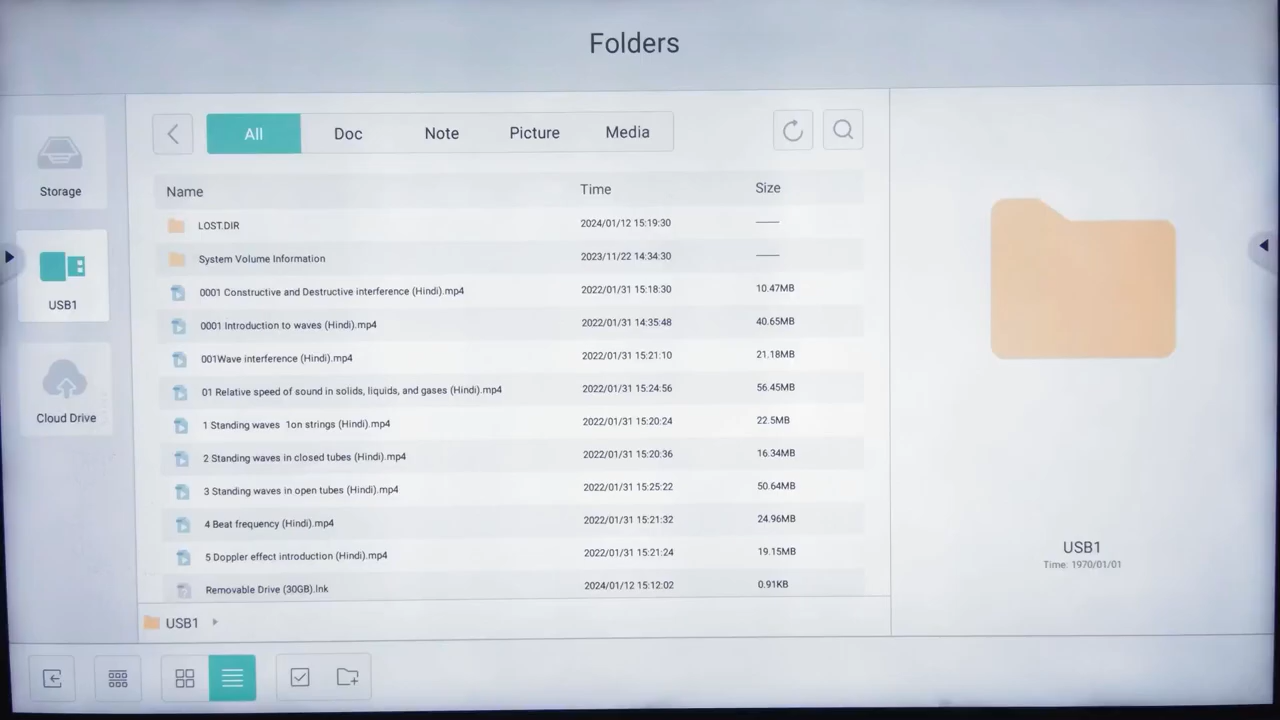 Folders
Storage
USB1
Cloud Drive
All Doc Note Picture Media
Name Time Size
LOST.DIR 2024/01/12 15:19:30 ——
System Volume Information 2023/11/22 14:34:30 ——
0001 Constructive and Destructive interference (Hindi).mp4 2022/01/31 15:18:30 10.47MB
0001 Introduction to waves (Hindi).mp4 2022/01/31 14:35:48 40.65MB
001Wave interference (Hindi).mp4 2022/01/31 15:21:10 21.18MB
01 Relative speed of sound in solids, liquids, and gases (Hindi).mp4 2022/01/31 15:24:56 56.45MB
1 Standing waves 1on strings (Hindi).mp4 2022/01/31 15:20:24 22.5MB
2 Standing waves in closed tubes (Hindi).mp4 2022/01/31 15:20:36 16.34MB
3 Standing waves in open tubes (Hindi).mp4 2022/01/31 15:25:22 50.64MB
4 Beat frequency (Hindi).mp4 2022/01/31 15:21:32 24.96MB
5 Doppler effect introduction (Hindi).mp4 2022/01/31 15:21:24 19.15MB
Removable Drive (30GB).lnk 2024/01/12 15:12:02 0.91KB
USB1
USB1
Time: 1970/01/01